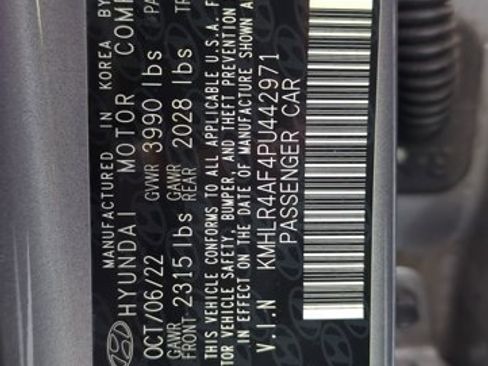 MANUFACTURED IN KOREA BY
HYUNDAI MOTOR COMP
OCT/06/22 GVWR 3990 lbs PA
GAWR FRONT 2315 lbs GAWR REAR 2028 lbs TR
THIS VEHICLE CONFORMS TO ALL APPLICABLE U.S.A. F
TOR VEHICLE SAFETY, BUMPER, AND THEFT PREVENTION
IN EFFECT ON THE DATE OF MANUFACTURE SHOWN A
V.I.N KMHLR4AF4PU442971
PASSENGER CAR